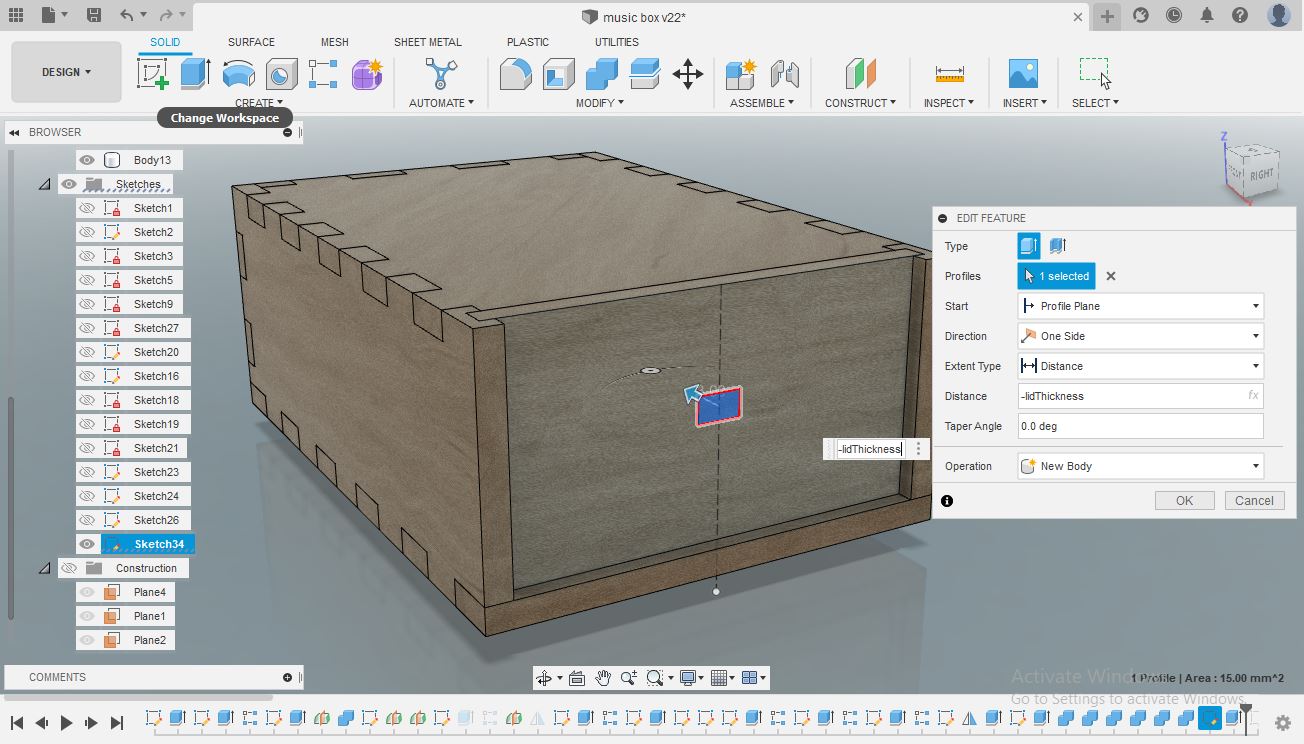 music box v22*
SOLID SURFACE MESH SHEET METAL PLASTIC UTILITIES
DESIGN
CREATE AUTOMATE MODIFY ASSEMBLE CONSTRUCT INSPECT INSERT SELECT
Change Workspace
BROWSER
Body13
Sketches
Sketch1
Sketch2
Sketch3
Sketch5
Sketch9
Sketch27
Sketch20
Sketch16
Sketch18
Sketch19
Sketch21
Sketch23
Sketch24
Sketch26
Sketch34
Construction
Plane4
Plane1
Plane2
COMMENTS
Z
RIGHT
EDIT FEATURE
Type
Profiles 1 selected
Start Profile Plane
Direction One Side
Extent Type Distance
Distance -lidThickness fx
Taper Angle 0.0 deg
Operation New Body
OK Cancel
-lidThickness
Activate Windows
1 Profile | Area : 15.00 mm^2
Go to Settings to activate Windows.